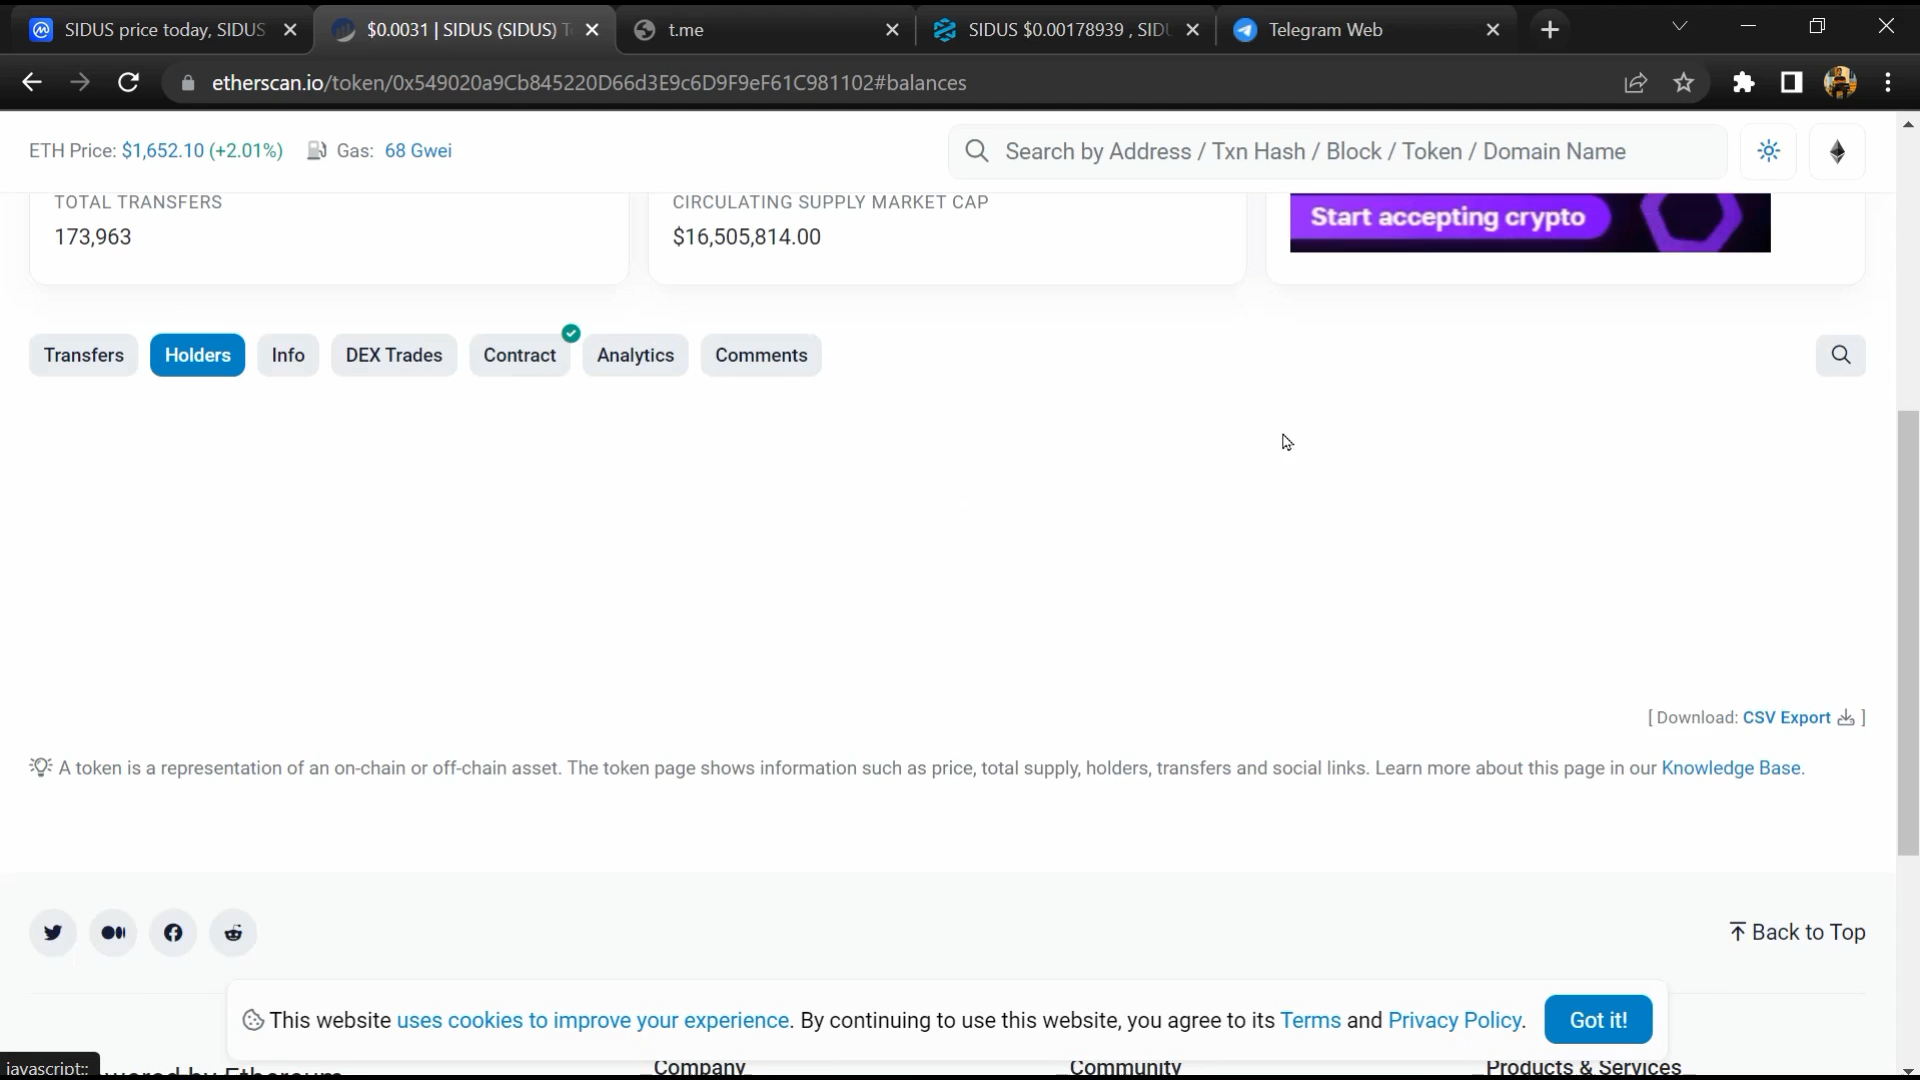 SIDUS price today, SIDUS
$0.0031 | SIDUS (SIDUS) T
t.me
SIDUS $0.00178939 , SIDU
Telegram Web
etherscan.io/token/0x549020a9Cb845220D66d3E9c6D9F9eF61C981102#balances
ETH Price: $1,652.10 (+2.01%) Gas: 68 Gwei
Search by Address / Txn Hash / Block / Token / Domain Name
TOTAL TRANSFERS
173,963
CIRCULATING SUPPLY MARKET CAP
$16,505,814.00
Start accepting crypto
Transfers Holders Info DEX Trades Contract Analytics Comments
[ Download: CSV Export ]
A token is a representation of an on-chain or off-chain asset. The token page shows information such as price, total supply, holders, transfers and social links. Learn more about this page in our Knowledge Base.
Back to Top
This website uses cookies to improve your experience. By continuing to use this website, you agree to its Terms and Privacy Policy.
Got it!
javascript:;
wered by Ethereum
Company
Community
Products & Services